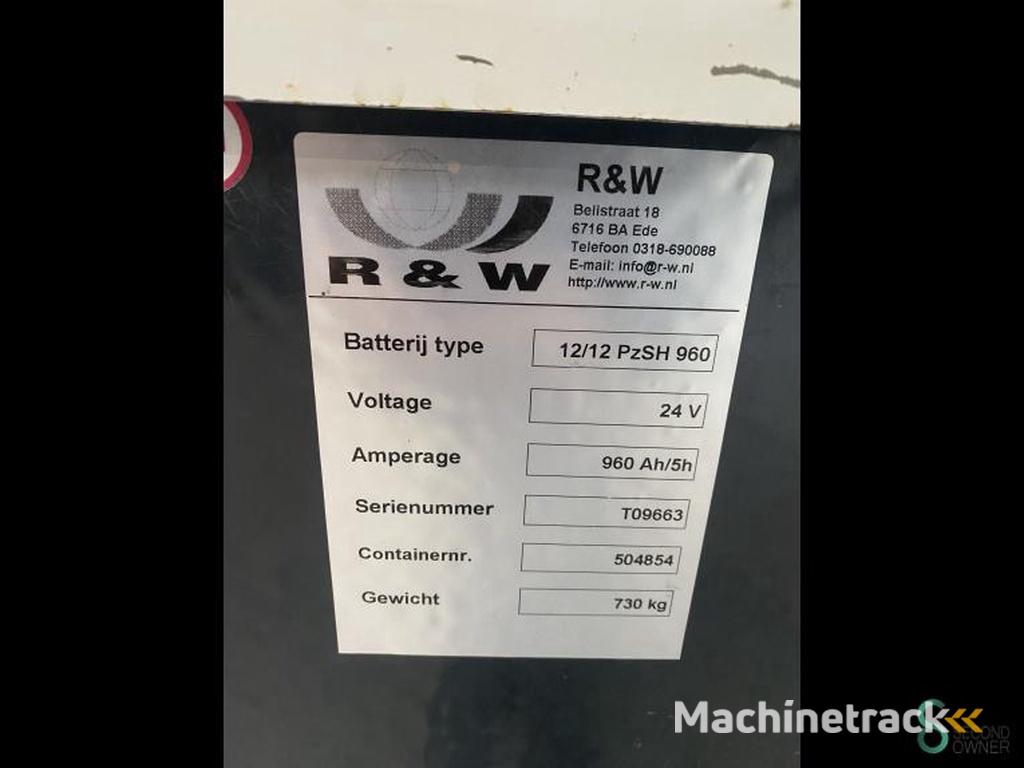 R&W
R & W
Belistraat 18
6716 BA Ede
Telefoon 0318-690088
E-mail: info@r-w.nl
http://www.r-w.nl
Batterij type 12/12 PzSH 960
Voltage 24 V
Amperage 960 Ah/5h
Serienummer T09663
Containernr. 504854
Gewicht 730 kg
Machinetrack
SECOND
OWNER